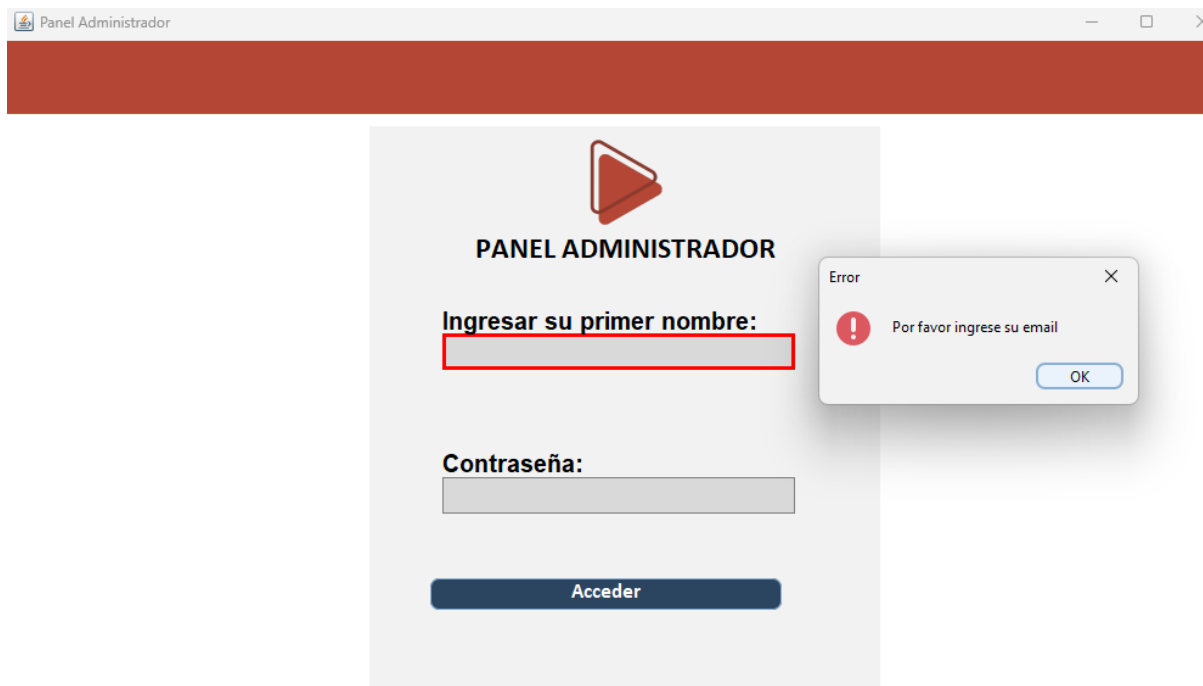 Panel Administrador
PANEL ADMINISTRADOR
Ingresar su primer nombre:
Error
Por favor ingrese su email
OK
Contraseña:
Acceder